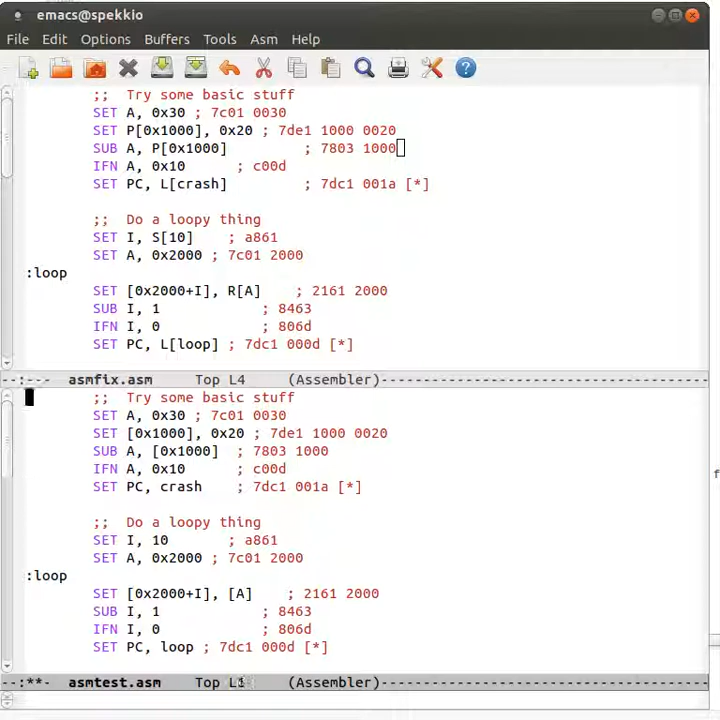 emacs@spekkio
File Edit Options Buffers Tools Asm Help
;; Try some basic stuff
SET A, 0x30 ; 7c01 0030
SET P[0x1000], 0x20 ; 7de1 1000 0020
SUB A, P[0x1000] ; 7803 1000
IFN A, 0x10 ; c00d
SET PC, L[crash] ; 7dc1 001a [*]
;; Do a loopy thing
SET I, S[10] ; a861
SET A, 0x2000 ; 7c01 2000
:loop
SET [0x2000+I], R[A] ; 2161 2000
SUB I, 1 ; 8463
IFN I, 0 ; 806d
SET PC, L[loop] ; 7dc1 000d [*]
--:--- asmfix.asm Top L4 (Assembler)---------------------------------------
;; Try some basic stuff
SET A, 0x30 ; 7c01 0030
SET [0x1000], 0x20 ; 7de1 1000 0020
SUB A, [0x1000] ; 7803 1000
IFN A, 0x10 ; c00d
SET PC, crash ; 7dc1 001a [*]
;; Do a loopy thing
SET I, 10 ; a861
SET A, 0x2000 ; 7c01 2000
:loop
SET [0x2000+I], [A] ; 2161 2000
SUB I, 1 ; 8463
IFN I, 0 ; 806d
SET PC, loop ; 7dc1 000d [*]
--:**- asmtest.asm Top L1 (Assembler)---------------------------------------